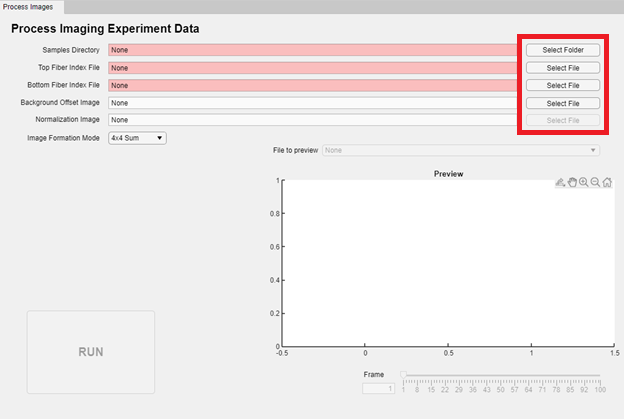 Process Images
Process Imaging Experiment Data
Samples Directory None Select Folder
Top Fiber Index File None Select File
Bottom Fiber Index File None Select File
Background Offset Image None Select File
Normalization Image None Select File
Image Formation Mode 4x4 Sum
File to preview None
Preview
1
0.8
0.6
0.4
0.2
0
-0.5 0 0.5 1 1.5
RUN
Frame
1 1 8 15 22 29 36 43 50 57 64 71 78 85 92 100